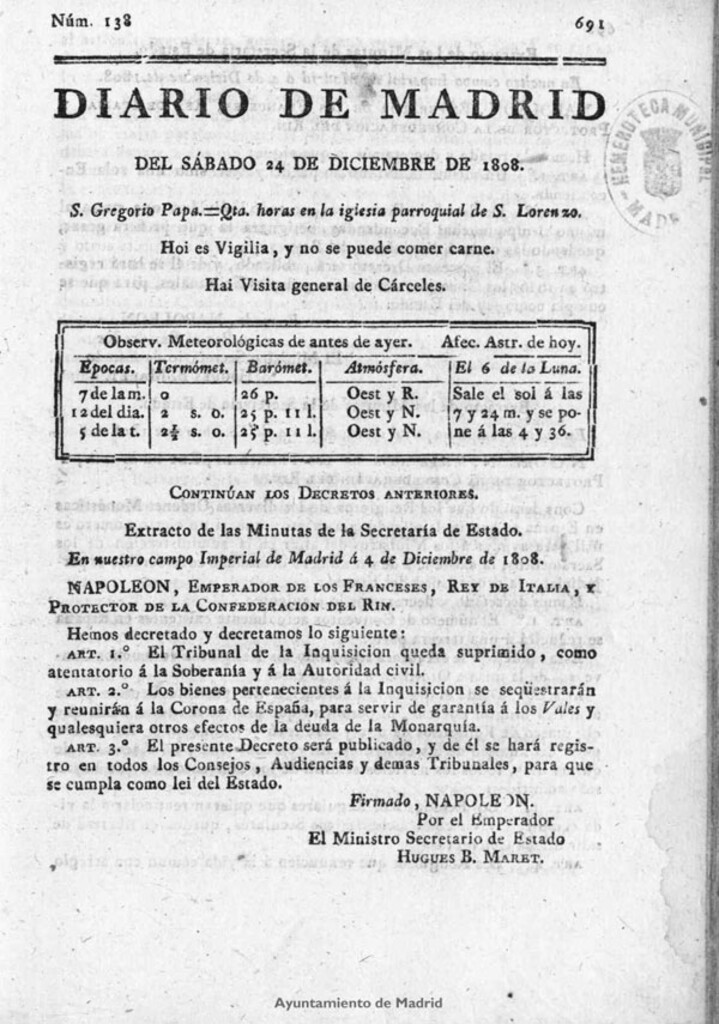 Núm. 138 691
DIARIO DE MADRID
DEL SÁBADO 24 DE DICIEMBRE DE 1808.
S. Gregorio Papa.=Qta. horas en la iglesia parroquial de S. Lorenzo.
Hoi es Vigilia, y no se puede comer carne.
Hai Visita general de Cárceles.
Observ. Meteorológicas de antes de ayer. Afec. Astr. de hoy.
Epocas. Termómet. Barómet. Atmósfera. El 6 de la Luna.
7 de la m. 0 26 p. Oest y R. Sale el sol á las
12 del dia. 2 s. o. 25 p. 11 l. Oest y N. 7 y 24 m. y se po-
5 de la t. 2½ s. o. 25 p. 11 l. Oest y N. ne á las 4 y 36.
CONTINÚAN LOS DECRETOS ANTERIORES.
Extracto de las Minutas de la Secretaría de Estado.
En nuestro campo Imperial de Madrid á 4 de Diciembre de 1808.
NAPOLEON, EMPERADOR DE LOS FRANCESES, REY DE ITALIA, Y
PROTECTOR DE LA CONFEDERACION DEL RIN.
Hemos decretado y decretamos lo siguiente:
ART. 1.º El Tribunal de la Inquisicion queda suprimido, como
atentatorio á la Soberanía y á la Autoridad civil.
ART. 2.º Los bienes pertenecientes á la Inquisicion se seqüestrarán
y reunirán á la Corona de España, para servir de garantía á los Vales y
qualesquiera otros efectos de la deuda de la Monarquía.
ART. 3.º El presente Decreto será publicado, y de él se hará regis-
tro en todos los Consejos, Audiencias y demas Tribunales, para que
se cumpla como lei del Estado.
Firmado, NAPOLEON.
Por el Emperador
El Ministro Secretario de Estado
HUGUES B. MARET.
HEMEROTECA MUNICIPAL
MADRID
Ayuntamiento de Madrid